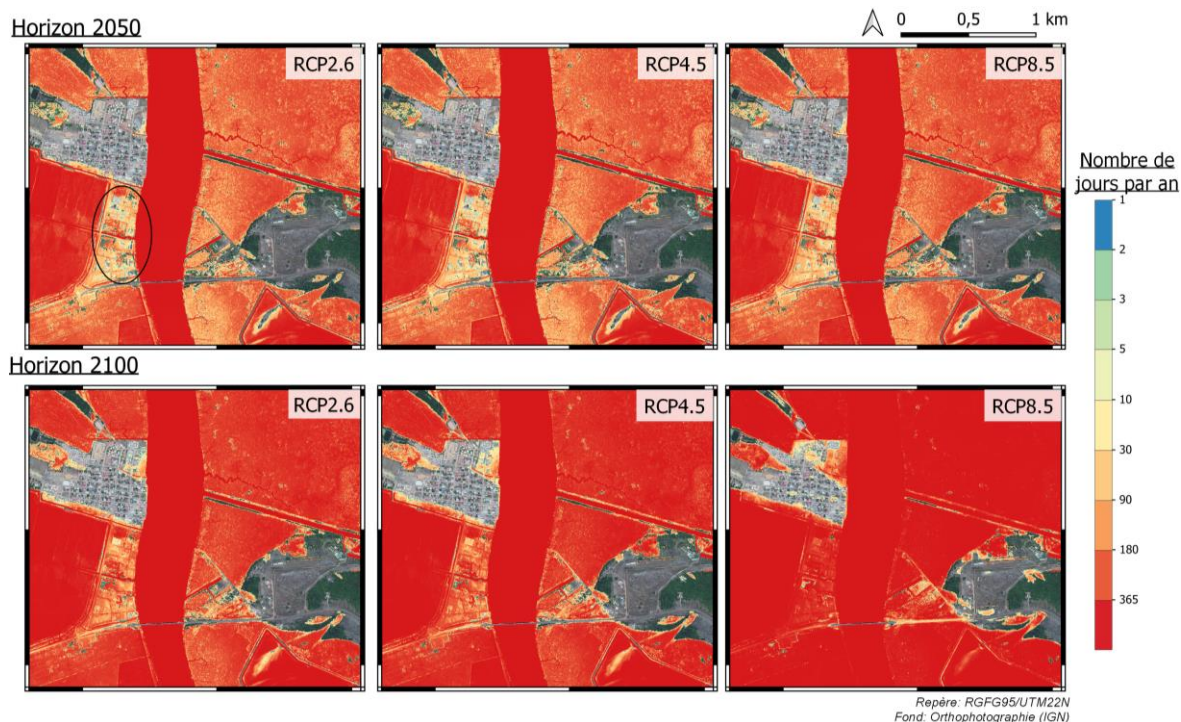 Horizon 2050
0 0,5 1 km
RCP2.6
RCP4.5
RCP8.5
Nombre de
jours par an
1
2
3
5
10
30
90
180
365
Horizon 2100
RCP2.6
RCP4.5
RCP8.5
Repère: RGFG95/UTM22N
Fond: Orthophotographie (IGN)